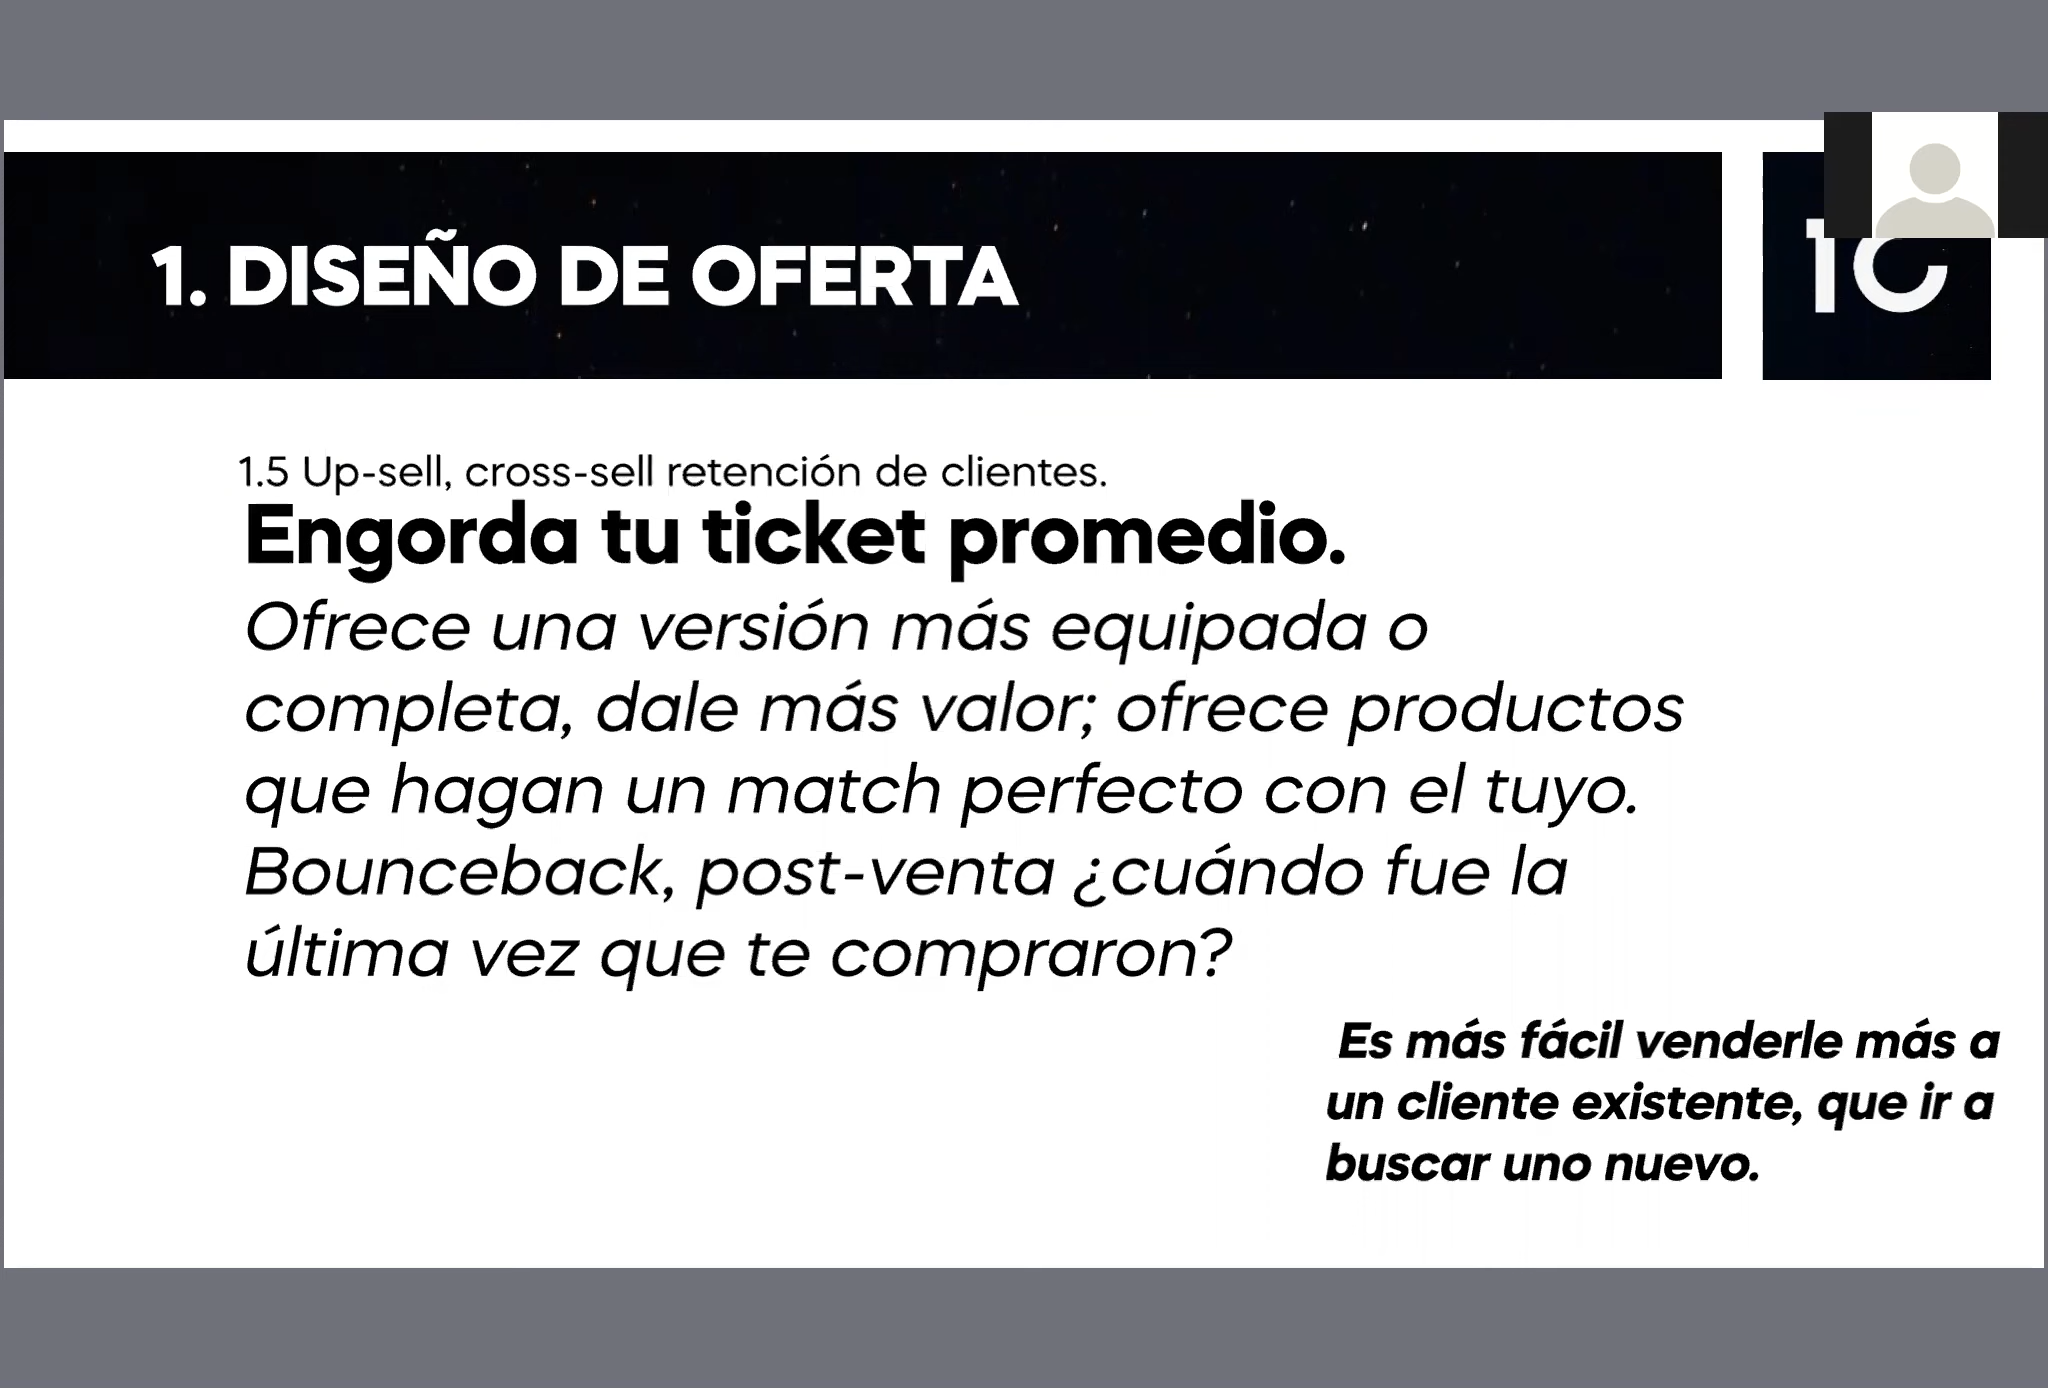 1. DISEÑO DE OFERTA
1.5 Up-sell, cross-sell retención de clientes.
Engorda tu ticket promedio.
Ofrece una versión más equipada o
completa, dale más valor; ofrece productos
que hagan un match perfecto con el tuyo.
Bounceback, post-venta ¿cuándo fue la
última vez que te compraron?
Es más fácil venderle más a
un cliente existente, que ir a
buscar uno nuevo.